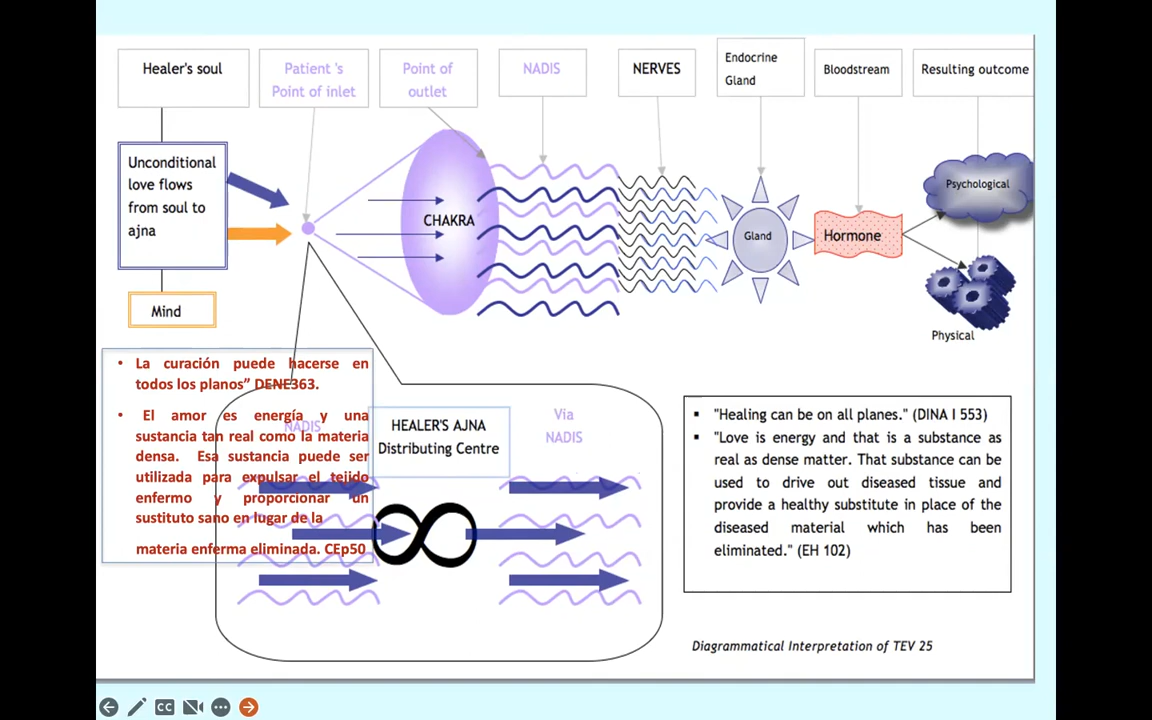 Healer's soul
Patient 's
Point of inlet
Point of
outlet
NADIS
NERVES
Endocrine
Gland
Bloodstream
Resulting outcome
Unconditional
love flows
from soul to
ajna
Mind
CHAKRA
Gland
Hormone
Psychological
Physical
• La curación puede hacerse en
todos los planos” DENE363.
• El amor es energía y una
sustancia tan real como la materia
densa. Esa sustancia puede ser
utilizada para expulsar el tejido
enfermo y proporcionar un
sustituto sano en lugar de la
materia enferma eliminada. CEp50
NADIS
HEALER'S AJNA
Distributing Centre
Via
NADIS
▪ "Healing can be on all planes." (DINA I 553)
▪ "Love is energy and that is a substance as
real as dense matter. That substance can be
used to drive out diseased tissue and
provide a healthy substitute in place of the
diseased material which has been
eliminated." (EH 102)
Diagrammatical Interpretation of TEV 25
CC